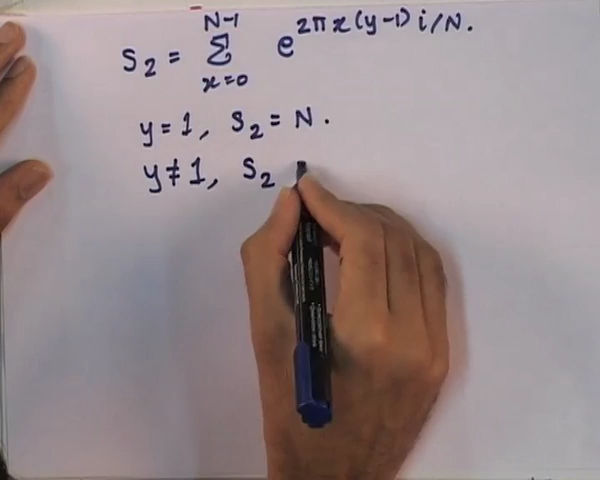 S₂ = Σ_{x=0}^{N-1} e^{2πx(y-1)i/N}.
y=1, S₂ = N.
y≠1, S₂